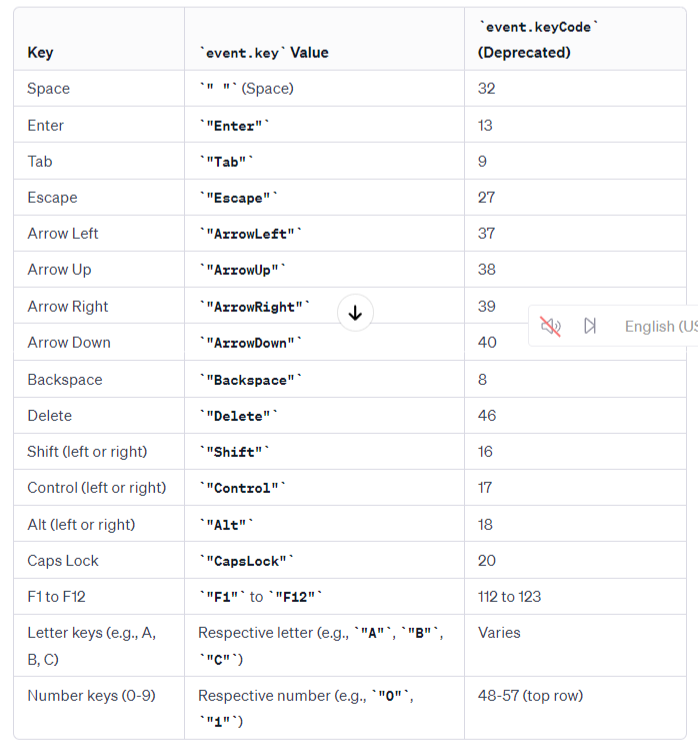 Key `event.key` Value `event.keyCode` (Deprecated)
Space `" "` (Space) 32
Enter `"Enter"` 13
Tab `"Tab"` 9
Escape `"Escape"` 27
Arrow Left `"ArrowLeft"` 37
Arrow Up `"ArrowUp"` 38
Arrow Right `"ArrowRight"` 39
English (US
Arrow Down `"ArrowDown"` 40
Backspace `"Backspace"` 8
Delete `"Delete"` 46
Shift (left or right) `"Shift"` 16
Control (left or right) `"Control"` 17
Alt (left or right) `"Alt"` 18
Caps Lock `"CapsLock"` 20
F1 to F12 `"F1"` to `"F12"` 112 to 123
Letter keys (e.g., A, Respective letter (e.g., `"A"`, `"B"`, Varies
B, C) `"C"`)
Number keys (0-9) Respective number (e.g., `"0"`, 48-57 (top row)
`"1"`)